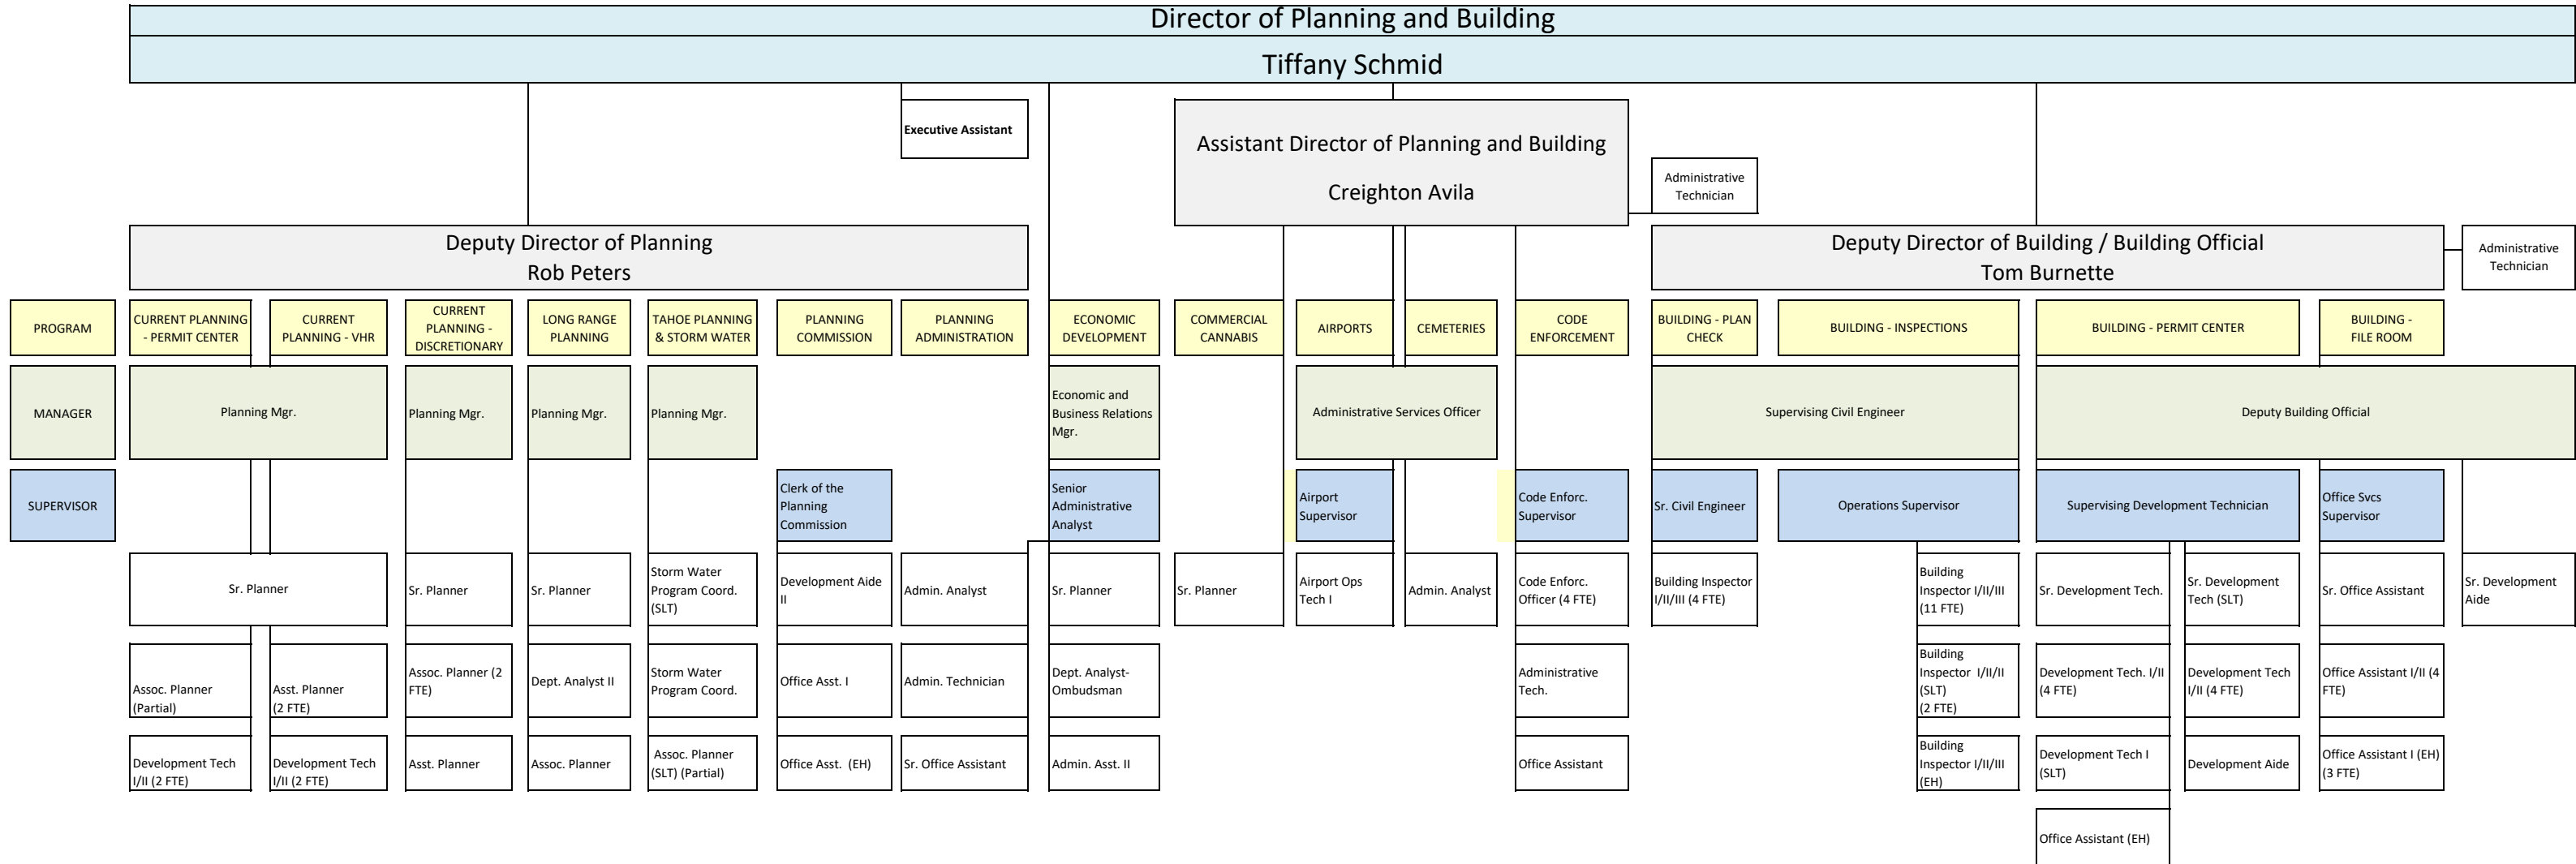 Director of Planning and Building
Tiffany Schmid
Executive Assistant
Assistant Director of Planning and Building
Creighton Avila
Administrative
Technician
Deputy Director of Planning
Rob Peters
Deputy Director of Building / Building Official
Tom Burnette
Administrative
Technician
PROGRAM
CURRENT PLANNING
- PERMIT CENTER
CURRENT
PLANNING - VHR
CURRENT
PLANNING -
DISCRETIONARY
LONG RANGE
PLANNING
TAHOE PLANNING
& STORM WATER
PLANNING
COMMISSION
PLANNING
ADMINISTRATION
ECONOMIC
DEVELOPMENT
COMMERCIAL
CANNABIS
AIRPORTS
CEMETERIES
CODE
ENFORCEMENT
BUILDING - PLAN
CHECK
BUILDING - INSPECTIONS
BUILDING - PERMIT CENTER
BUILDING -
FILE ROOM
MANAGER
Planning Mgr.
Planning Mgr.
Planning Mgr.
Planning Mgr.
Economic and
Business Relations
Mgr.
Administrative Services Officer
Supervising Civil Engineer
Deputy Building Official
SUPERVISOR
Clerk of the
Planning
Commission
Senior
Administrative
Analyst
Airport
Supervisor
Code Enforc.
Supervisor
Sr. Civil Engineer
Operations Supervisor
Supervising Development Technician
Office Svcs
Supervisor
Sr. Planner
Sr. Planner
Sr. Planner
Storm Water
Program Coord.
(SLT)
Development Aide
II
Admin. Analyst
Sr. Planner
Sr. Planner
Airport Ops
Tech I
Admin. Analyst
Code Enforc.
Officer (4 FTE)
Building Inspector
I/II/III (4 FTE)
Building
Inspector I/II/III
(11 FTE)
Sr. Development Tech.
Sr. Development
Tech (SLT)
Sr. Office Assistant
Sr. Development
Aide
Assoc. Planner
(Partial)
Asst. Planner
(2 FTE)
Assoc. Planner (2
FTE)
Dept. Analyst II
Storm Water
Program Coord.
Office Asst. I
Admin. Technician
Dept. Analyst-
Ombudsman
Administrative
Tech.
Building
Inspector I/II/II
(SLT)
(2 FTE)
Development Tech. I/II
(4 FTE)
Development Tech
I/II (4 FTE)
Office Assistant I/II (4
FTE)
Development Tech
I/II (2 FTE)
Development Tech
I/II (2 FTE)
Asst. Planner
Assoc. Planner
Assoc. Planner
(SLT) (Partial)
Office Asst. (EH)
Sr. Office Assistant
Admin. Asst. II
Office Assistant
Building
Inspector I/II/III
(EH)
Development Tech I
(SLT)
Development Aide
Office Assistant I (EH)
(3 FTE)
Office Assistant (EH)